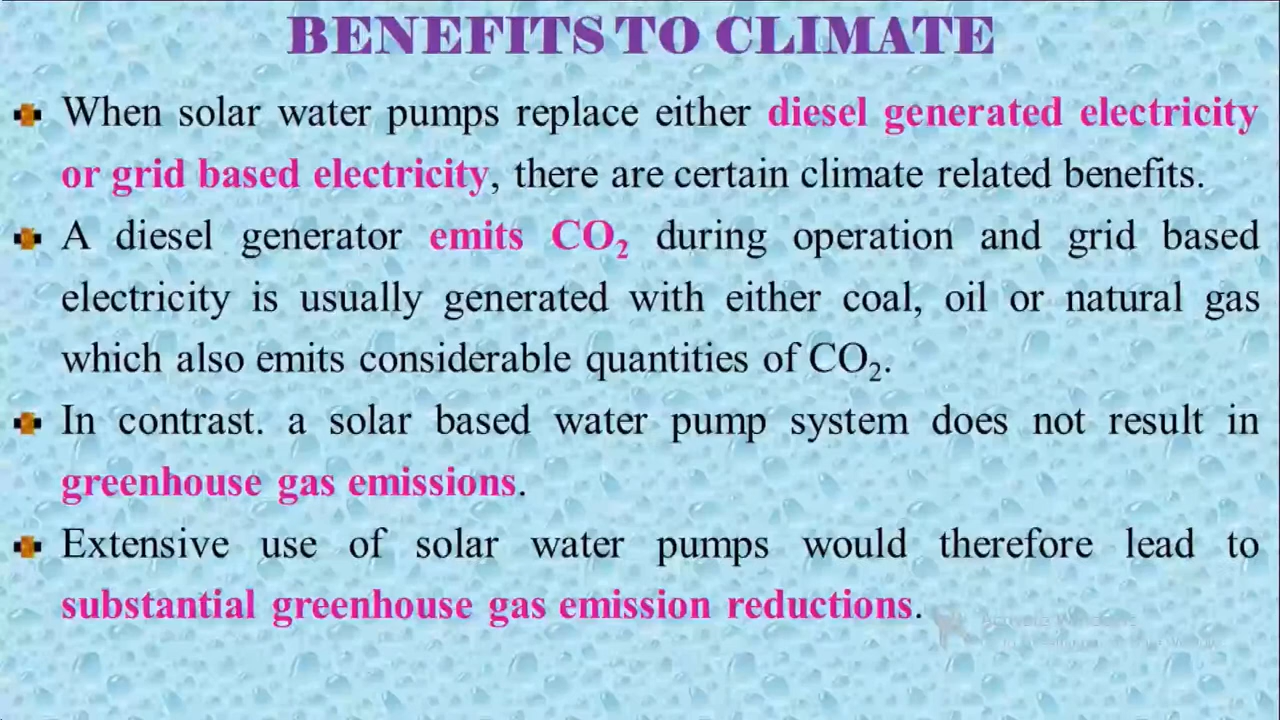 BENEFITS TO CLIMATE
When solar water pumps replace either diesel generated electricity
or grid based electricity, there are certain climate related benefits.
A diesel generator emits CO₂ during operation and grid based
electricity is usually generated with either coal, oil or natural gas
which also emits considerable quantities of CO₂.
In contrast. a solar based water pump system does not result in
greenhouse gas emissions.
Extensive use of solar water pumps would therefore lead to
substantial greenhouse gas emission reductions.